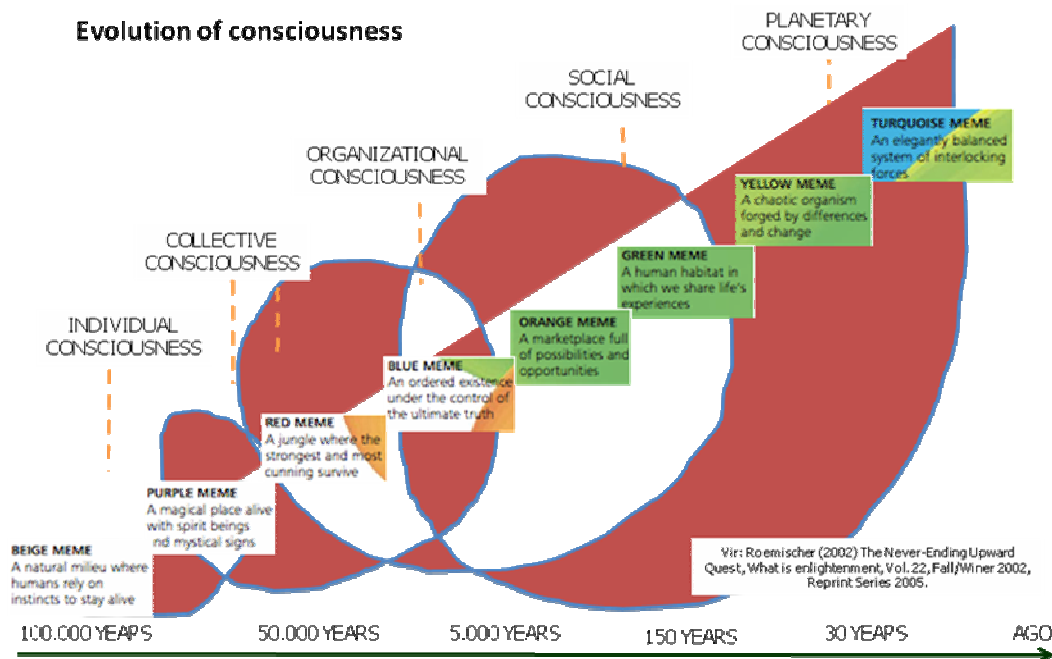 Evolution of consciousness
PLANETARY
CONSCIOUSNESS
SOCIAL
CONSCIOUSNESS
ORGANIZATIONAL
CONSCIOUSNESS
COLLECTIVE
CONSCIOUSNESS
INDIVIDUAL
CONSCIOUSNESS
TURQUOISE MEME
An elegantly balanced
system of interlocking
forces
YELLOW MEME
A chaotic organism
forged by differences
and change
GREEN MEME
A human habitat in
which we share life's
experiences
ORANGE MEME
A marketplace full
of possibilities and
opportunities
BLUE MEME
An ordered existence
under the control of
the ultimate truth
RED MEME
A jungle where the
strongest and most
cunning survive
PURPLE MEME
A magical place alive
with spirit beings
nd mystical signs
BEIGE MEME
A natural milieu where
humans rely on
instincts to stay alive
Vir: Roemischer (2002) The Never-Ending Upward
Quest, What is enlightenment, Vol. 22, Fall/Winer 2002,
Reprint Series 2005.
100.000 YEARS 50.000 YEARS 5.000 YEARS 150 YEARS 30 YEARS AGO